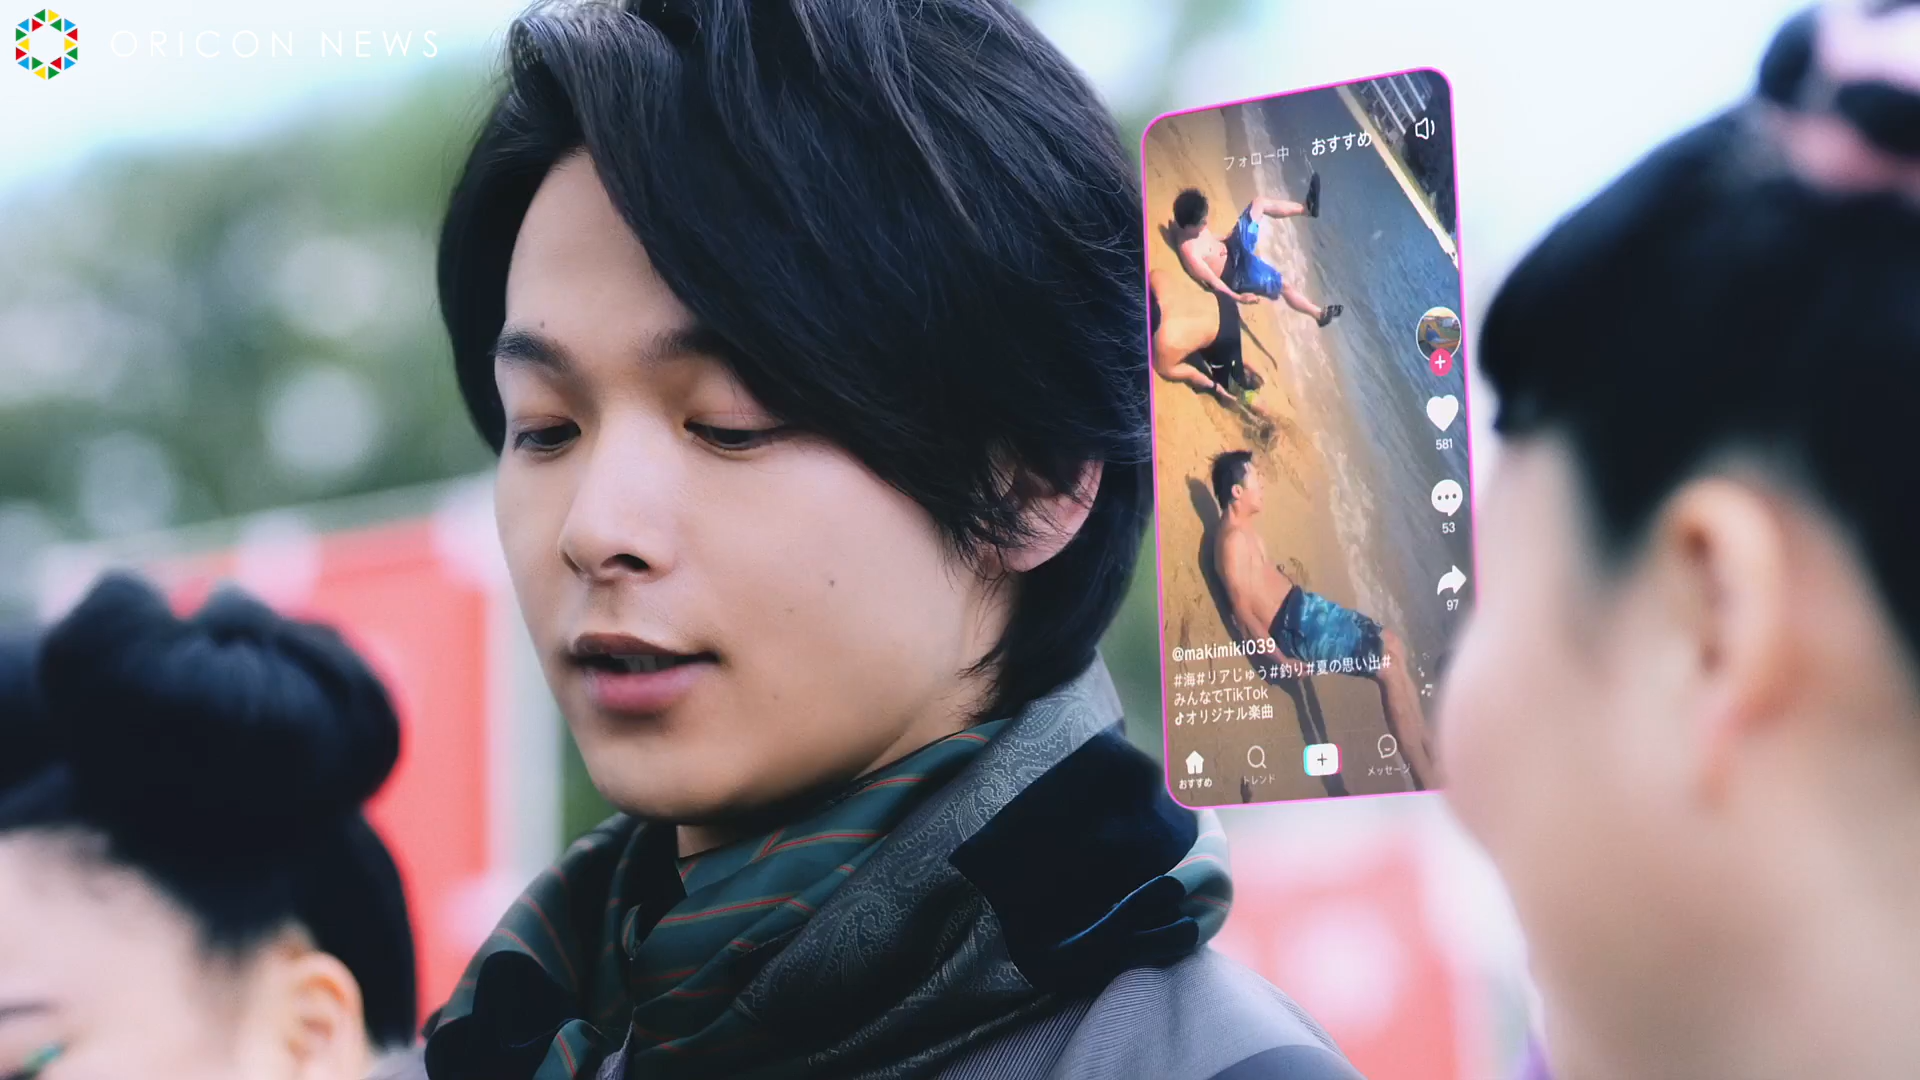 ORICON NEWS
フォロー中 おすすめ
581
53
97
@makimiki039
#海#リアじゅう#釣り#夏の思い出#
みんなでTikTok
オリジナル楽曲
おすすめ トレンド メッセージ